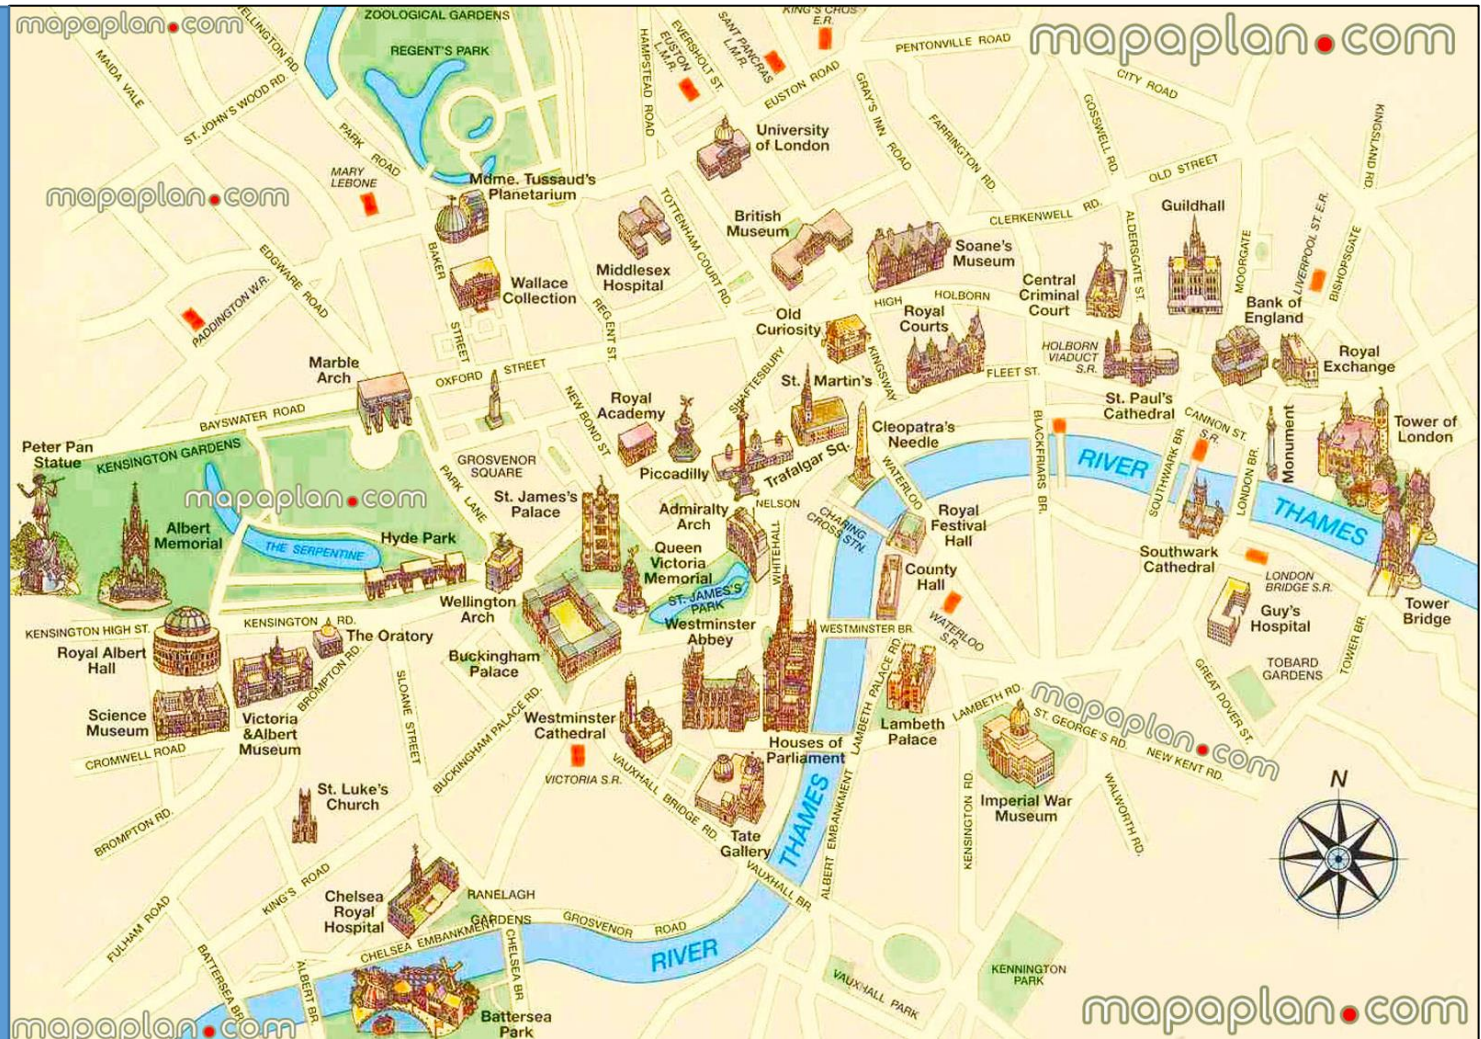 mapaplan.com
ZOOLOGICAL GARDENS
REGENT'S PARK
WELLINGTON RD.
MAIDA VALE
ST. JOHN'S WOOD RD.
PARK ROAD
MARY
LEBONE
HAMPSTEAD ROAD
EVERSHOLT ST.
EUSTON
L.M.R.
SANT PANCRAS
L.M.R.
KING'S CROS
E.R.
EUSTON ROAD
PENTONVILLE ROAD
mapaplan.com
CITY ROAD
GRAY'S INN ROAD
FARRINGTON RD.
GOSSWELL RD.
OLD STREET
KINGSLAND RD.
University
of London
mapaplan.com
Mdme. Tussaud's
Planetarium
EDGWARE ROAD
PADDINGTON W.R.
BAKER
STREET
Wallace
Collection
Middlesex
Hospital
TOTTENHAM COURT RD.
British
Museum
Soane's
Museum
CLERKENWELL RD.
ALDERSGATE ST.
Guildhall
MOORGATE
LIVERPOOL ST. E.R.
BISHOPSGATE
Central
Criminal
Court
Bank of
England
REGENT ST.
Old
Curiosity
HIGH HOLBORN
Royal
Courts
KINGSWAY
HOLBORN
VIADUCT
S.R.
Royal
Exchange
Marble
Arch
OXFORD STREET
NEW BOND ST.
SHAFTESBURY
St. Martin's
FLEET ST.
St. Paul's
Cathedral
CANNON ST.
S.R.
Monument
Tower of
London
BAYSWATER ROAD
Royal
Academy
Cleopatra's
Needle
Peter Pan
Statue
KENSINGTON GARDENS
PARK LANE
GROSVENOR
SQUARE
Piccadilly
Trafalgar Sq.
WATERLOO
BLACKFRIARS BR.
RIVER
SOUTHWARK BR.
LONDON BR.
THAMES
mapaplan.com
St. James's
Palace
NELSON
Admiralty
Arch
WHITEHALL
CHARING
CROSS STN.
Royal
Festival
Hall
Albert
Memorial
THE SERPENTINE
Hyde Park
Queen
Victoria
Memorial
ST. JAMES'S
PARK
Southwark
Cathedral
LONDON
BRIDGE S.R.
County
Hall
WATERLOO
S.R.
Guy's
Hospital
Tower
Bridge
Wellington
Arch
Westminster
Abbey
WESTMINSTER BR.
KENSINGTON HIGH ST.
KENSINGTON RD.
The Oratory
Royal Albert
Hall
BROMPTON RD.
Buckingham
Palace
SLOANE STREET
BUCKINGHAM PALACE RD.
LAMBETH PALACE RD.
LAMBETH RD.
GREAT DOVER ST.
TOBARD
GARDENS
TOWER BR.
Science
Museum
Victoria
&Albert
Museum
Westminster
Cathedral
Lambeth
Palace
mapaplan.com
ST. GEORGE'S RD.
NEW KENT RD.
CROMWELL ROAD
Houses of
Parliament
VICTORIA S.R.
VAUXHALL BRIDGE RD.
St. Luke's
Church
Imperial War
Museum
WALWORTH RD.
KENSINGTON RD.
N
BROMPTON RD.
Tate
Gallery
THAMES
ALBERT EMBANKMENT
VAUXHALL BR.
KING'S ROAD
Chelsea
Royal
Hospital
RANELAGH
GARDENS
GROSVENOR ROAD
FULHAM ROAD
CHELSEA EMBANKMENT
RIVER
BATTERSEA BR.
ALBERT BR.
CHELSEA BR
VAUXHALL PARK
KENNINGTON
PARK
Battersea
Park
mapaplan.com
mapaplan.com